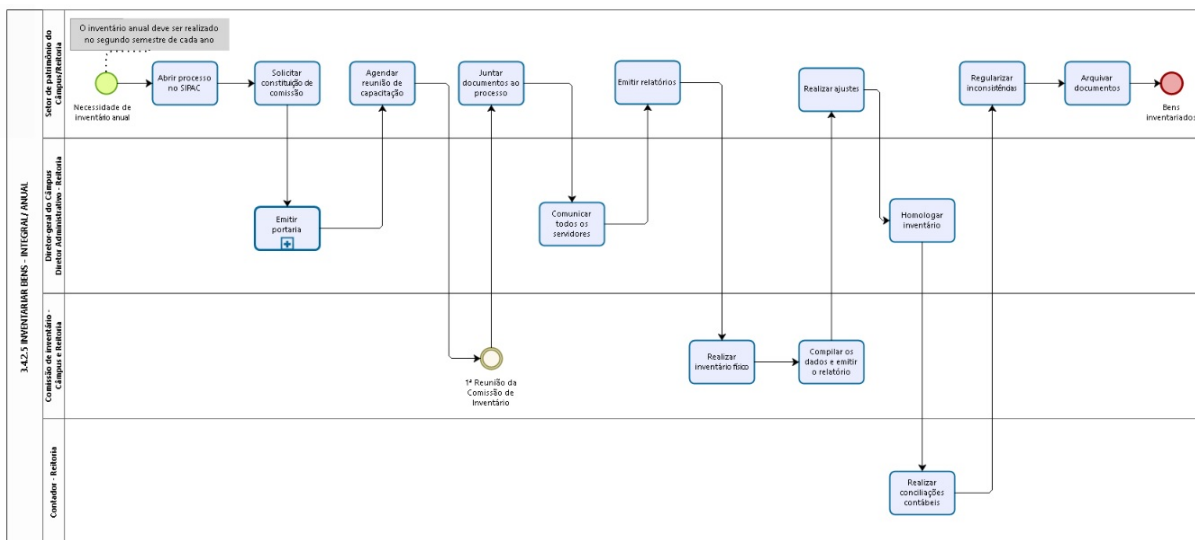 3.4.2.5 INVENTARIAR BENS - INTEGRAL/ ANUAL
Setor de patrimônio do
Câmpus/Reitoria
O inventário anual deve ser realizado
no segundo semestre de cada ano
Necessidade de
inventário anual
Abrir processo
no SIPAC
Solicitar
constituição de
comissão
Agendar
reunião de
capacitação
Juntar
documentos ao
processo
Emitir relatórios
Realizar ajustes
Regularizar
inconsistências
Arquivar
documentos
Bens
inventariados
Diretor-geral do Câmpus
Diretor Administrativo - Reitoria
Emitir
portaria
Comunicar
todos os
servidores
Homologar
inventário
Comissão de inventário -
Câmpus e Reitoria
1ª Reunião da
Comissão de
Inventário
Realizar
inventário físico
Compilar os
dados e emitir
o relatório
Contador - Reitoria
Realizar
conciliações
contábeis